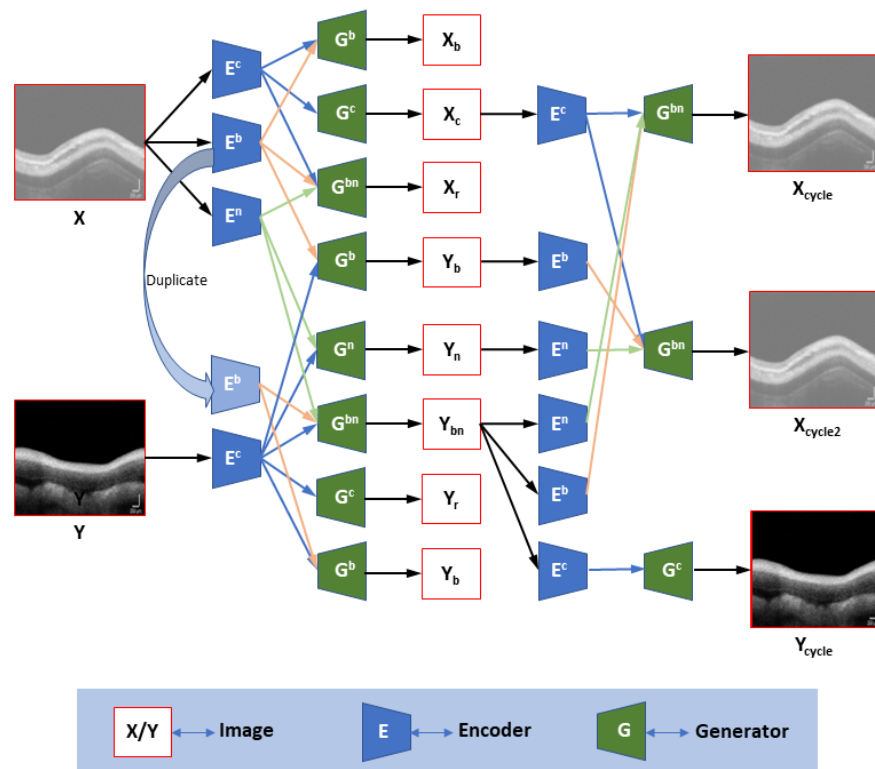 X
Duplicate
Y
Y
E^c
E^b
E^n
E^b
E^c
G^b
G^c
G^bn
G^b
G^n
G^bn
G^c
G^b
X_b
X_c
X_r
Y_b
Y_n
Y_bn
Y_r
Y_b
E^c
E^b
E^n
E^n
E^b
E^c
G^bn
G^bn
G^c
X_cycle
X_cycle2
Y_cycle
X/Y Image E Encoder G Generator